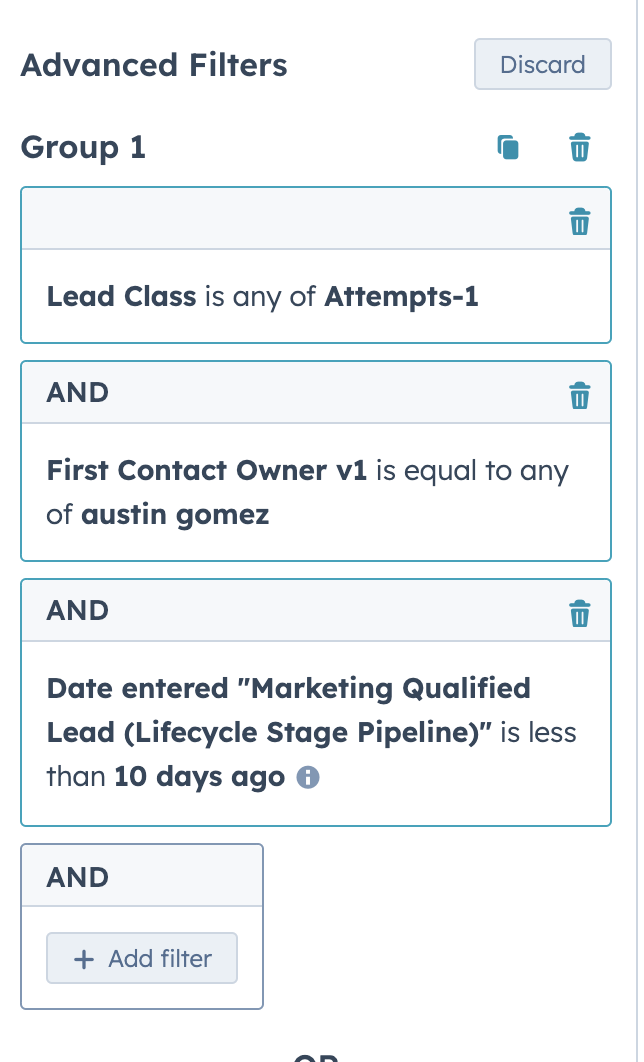 Advanced Filters
Discard
Group 1
Lead Class is any of Attempts-1
AND
First Contact Owner v1 is equal to any
of austin gomez
AND
Date entered "Marketing Qualified
Lead (Lifecycle Stage Pipeline)" is less
than 10 days ago
AND
+ Add filter
OR